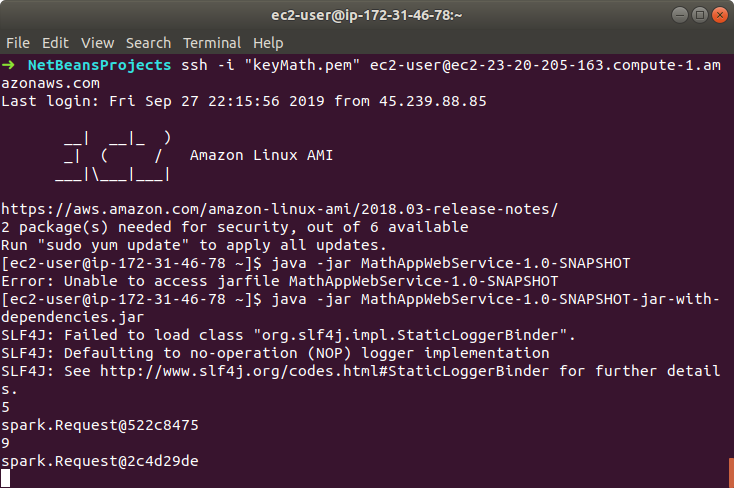 ec2-user@ip-172-31-46-78:~
File Edit View Search Terminal Help
➜ NetBeansProjects ssh -i "keyMath.pem" ec2-user@ec2-23-20-205-163.compute-1.am
azonaws.com
Last login: Fri Sep 27 22:15:56 2019 from 45.239.88.85
__| __|_ )
_| ( / Amazon Linux AMI
___|\___|___|
https://aws.amazon.com/amazon-linux-ami/2018.03-release-notes/
2 package(s) needed for security, out of 6 available
Run "sudo yum update" to apply all updates.
[ec2-user@ip-172-31-46-78 ~]$ java -jar MathAppWebService-1.0-SNAPSHOT
Error: Unable to access jarfile MathAppWebService-1.0-SNAPSHOT
[ec2-user@ip-172-31-46-78 ~]$ java -jar MathAppWebService-1.0-SNAPSHOT-jar-with-
dependencies.jar
SLF4J: Failed to load class "org.slf4j.impl.StaticLoggerBinder".
SLF4J: Defaulting to no-operation (NOP) logger implementation
SLF4J: See http://www.slf4j.org/codes.html#StaticLoggerBinder for further detail
s.
5
spark.Request@522c8475
9
spark.Request@2c4d29de